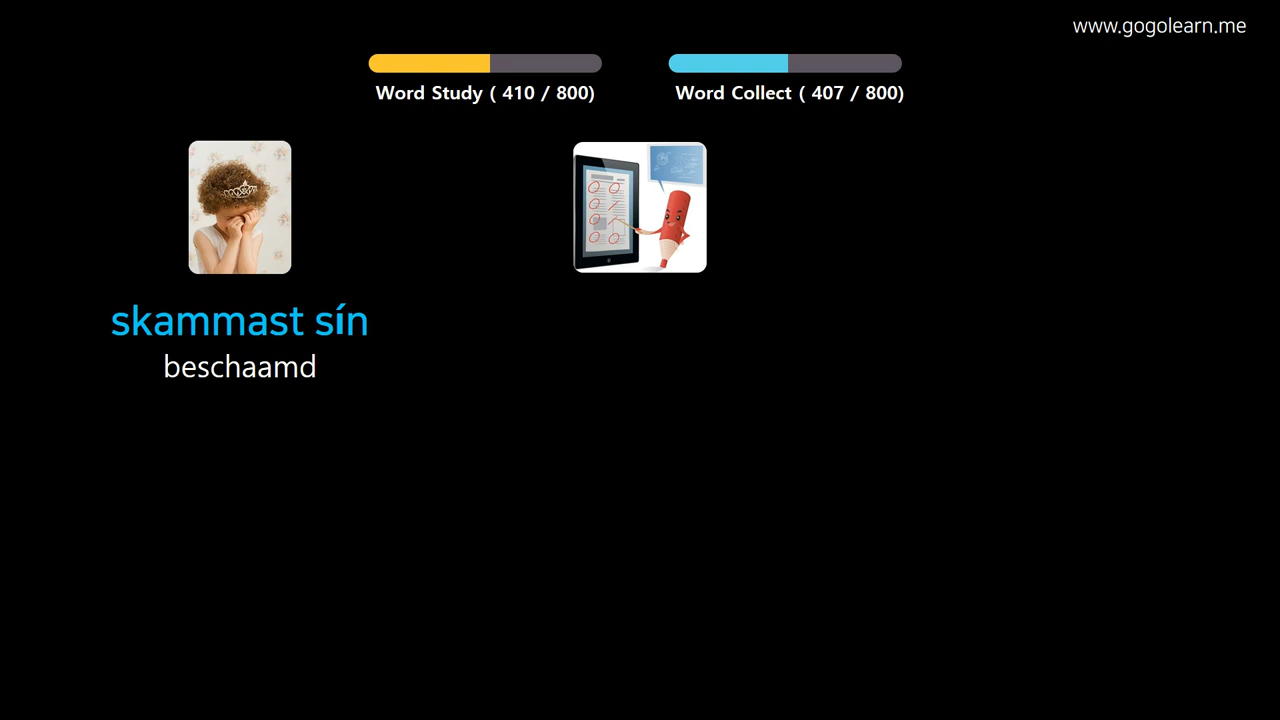 www.gogolearn.me
Word Study ( 410 / 800)
Word Collect ( 407 / 800)
skammast sín
beschaamd